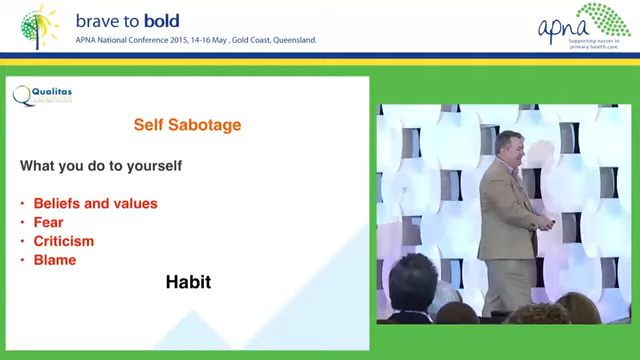 brave to bold
APNA National Conference 2015, 14-16 May , Gold Coast, Queensland.
apna
Supporting nurses in
primary health care
Qualitas
Self Sabotage
What you do to yourself
• Beliefs and values
• Fear
• Criticism
• Blame
Habit